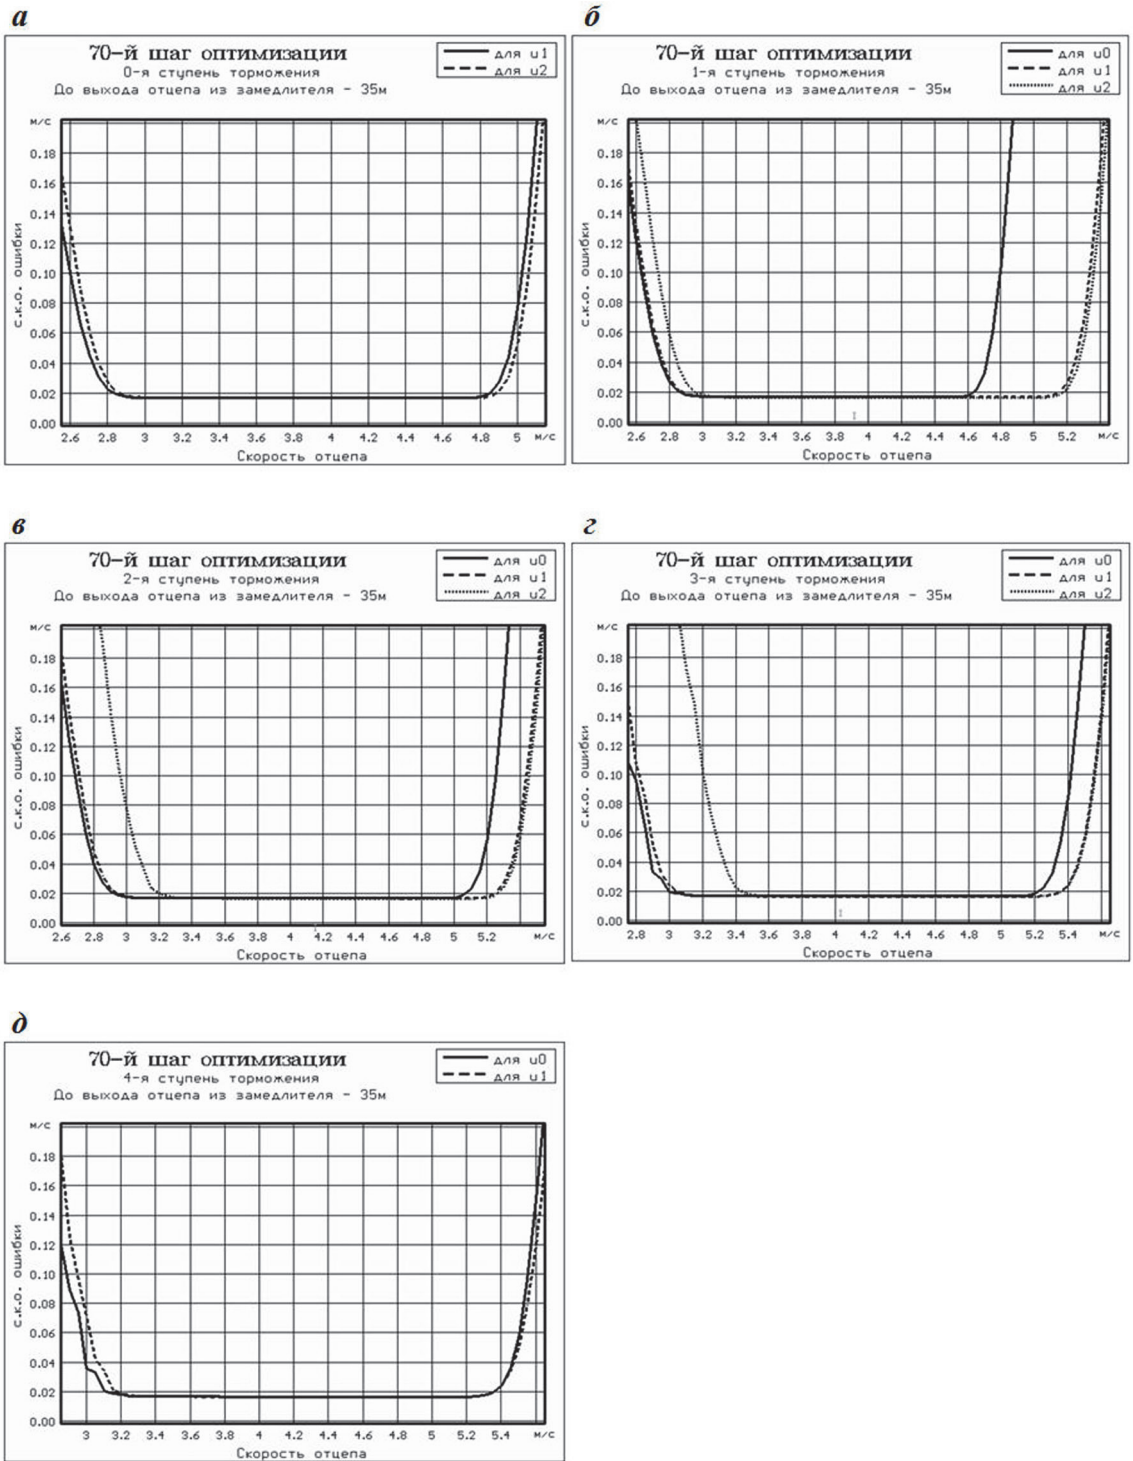 а
70-й шаг оптимизации
0-я ступень торможения
До выхода отцепа из замедлителя - 35м
для u1
для u2
м/с
0.18
0.16
0.14
0.12
0.10
0.08
0.06
0.04
0.02
0.00
с.к.о. ошибки
2.6 2.8 3 3.2 3.4 3.6 3.8 4 4.2 4.4 4.6 4.8 5 м/с
Скорость отцепа
б
70-й шаг оптимизации
1-я ступень торможения
До выхода отцепа из замедлителя - 35м
для u0
для u1
для u2
м/с
0.18
0.16
0.14
0.12
0.10
0.08
0.06
0.04
0.02
0.00
с.к.о. ошибки
2.6 2.8 3 3.2 3.4 3.6 3.8 4 4.2 4.4 4.6 4.8 5 5.2 м/с
Скорость отцепа
в
70-й шаг оптимизации
2-я ступень торможения
До выхода отцепа из замедлителя - 35м
для u0
для u1
для u2
м/с
0.18
0.16
0.14
0.12
0.10
0.08
0.06
0.04
0.02
0.00
с.к.о. ошибки
2.6 2.8 3 3.2 3.4 3.6 3.8 4 4.2 4.4 4.6 4.8 5 5.2 м/с
Скорость отцепа
г
70-й шаг оптимизации
3-я ступень торможения
До выхода отцепа из замедлителя - 35м
для u0
для u1
для u2
м/с
0.18
0.16
0.14
0.12
0.10
0.08
0.06
0.04
0.02
0.00
с.к.о. ошибки
2.8 3 3.2 3.4 3.6 3.8 4 4.2 4.4 4.6 4.8 5 5.2 5.4 м/с
Скорость отцепа
д
70-й шаг оптимизации
4-я ступень торможения
До выхода отцепа из замедлителя - 35м
для u0
для u1
м/с
0.18
0.16
0.14
0.12
0.10
0.08
0.06
0.04
0.02
0.00
с.к.о. ошибки
3 3.2 3.4 3.6 3.8 4 4.2 4.4 4.6 4.8 5 5.2 5.4 м/с
Скорость отцепа